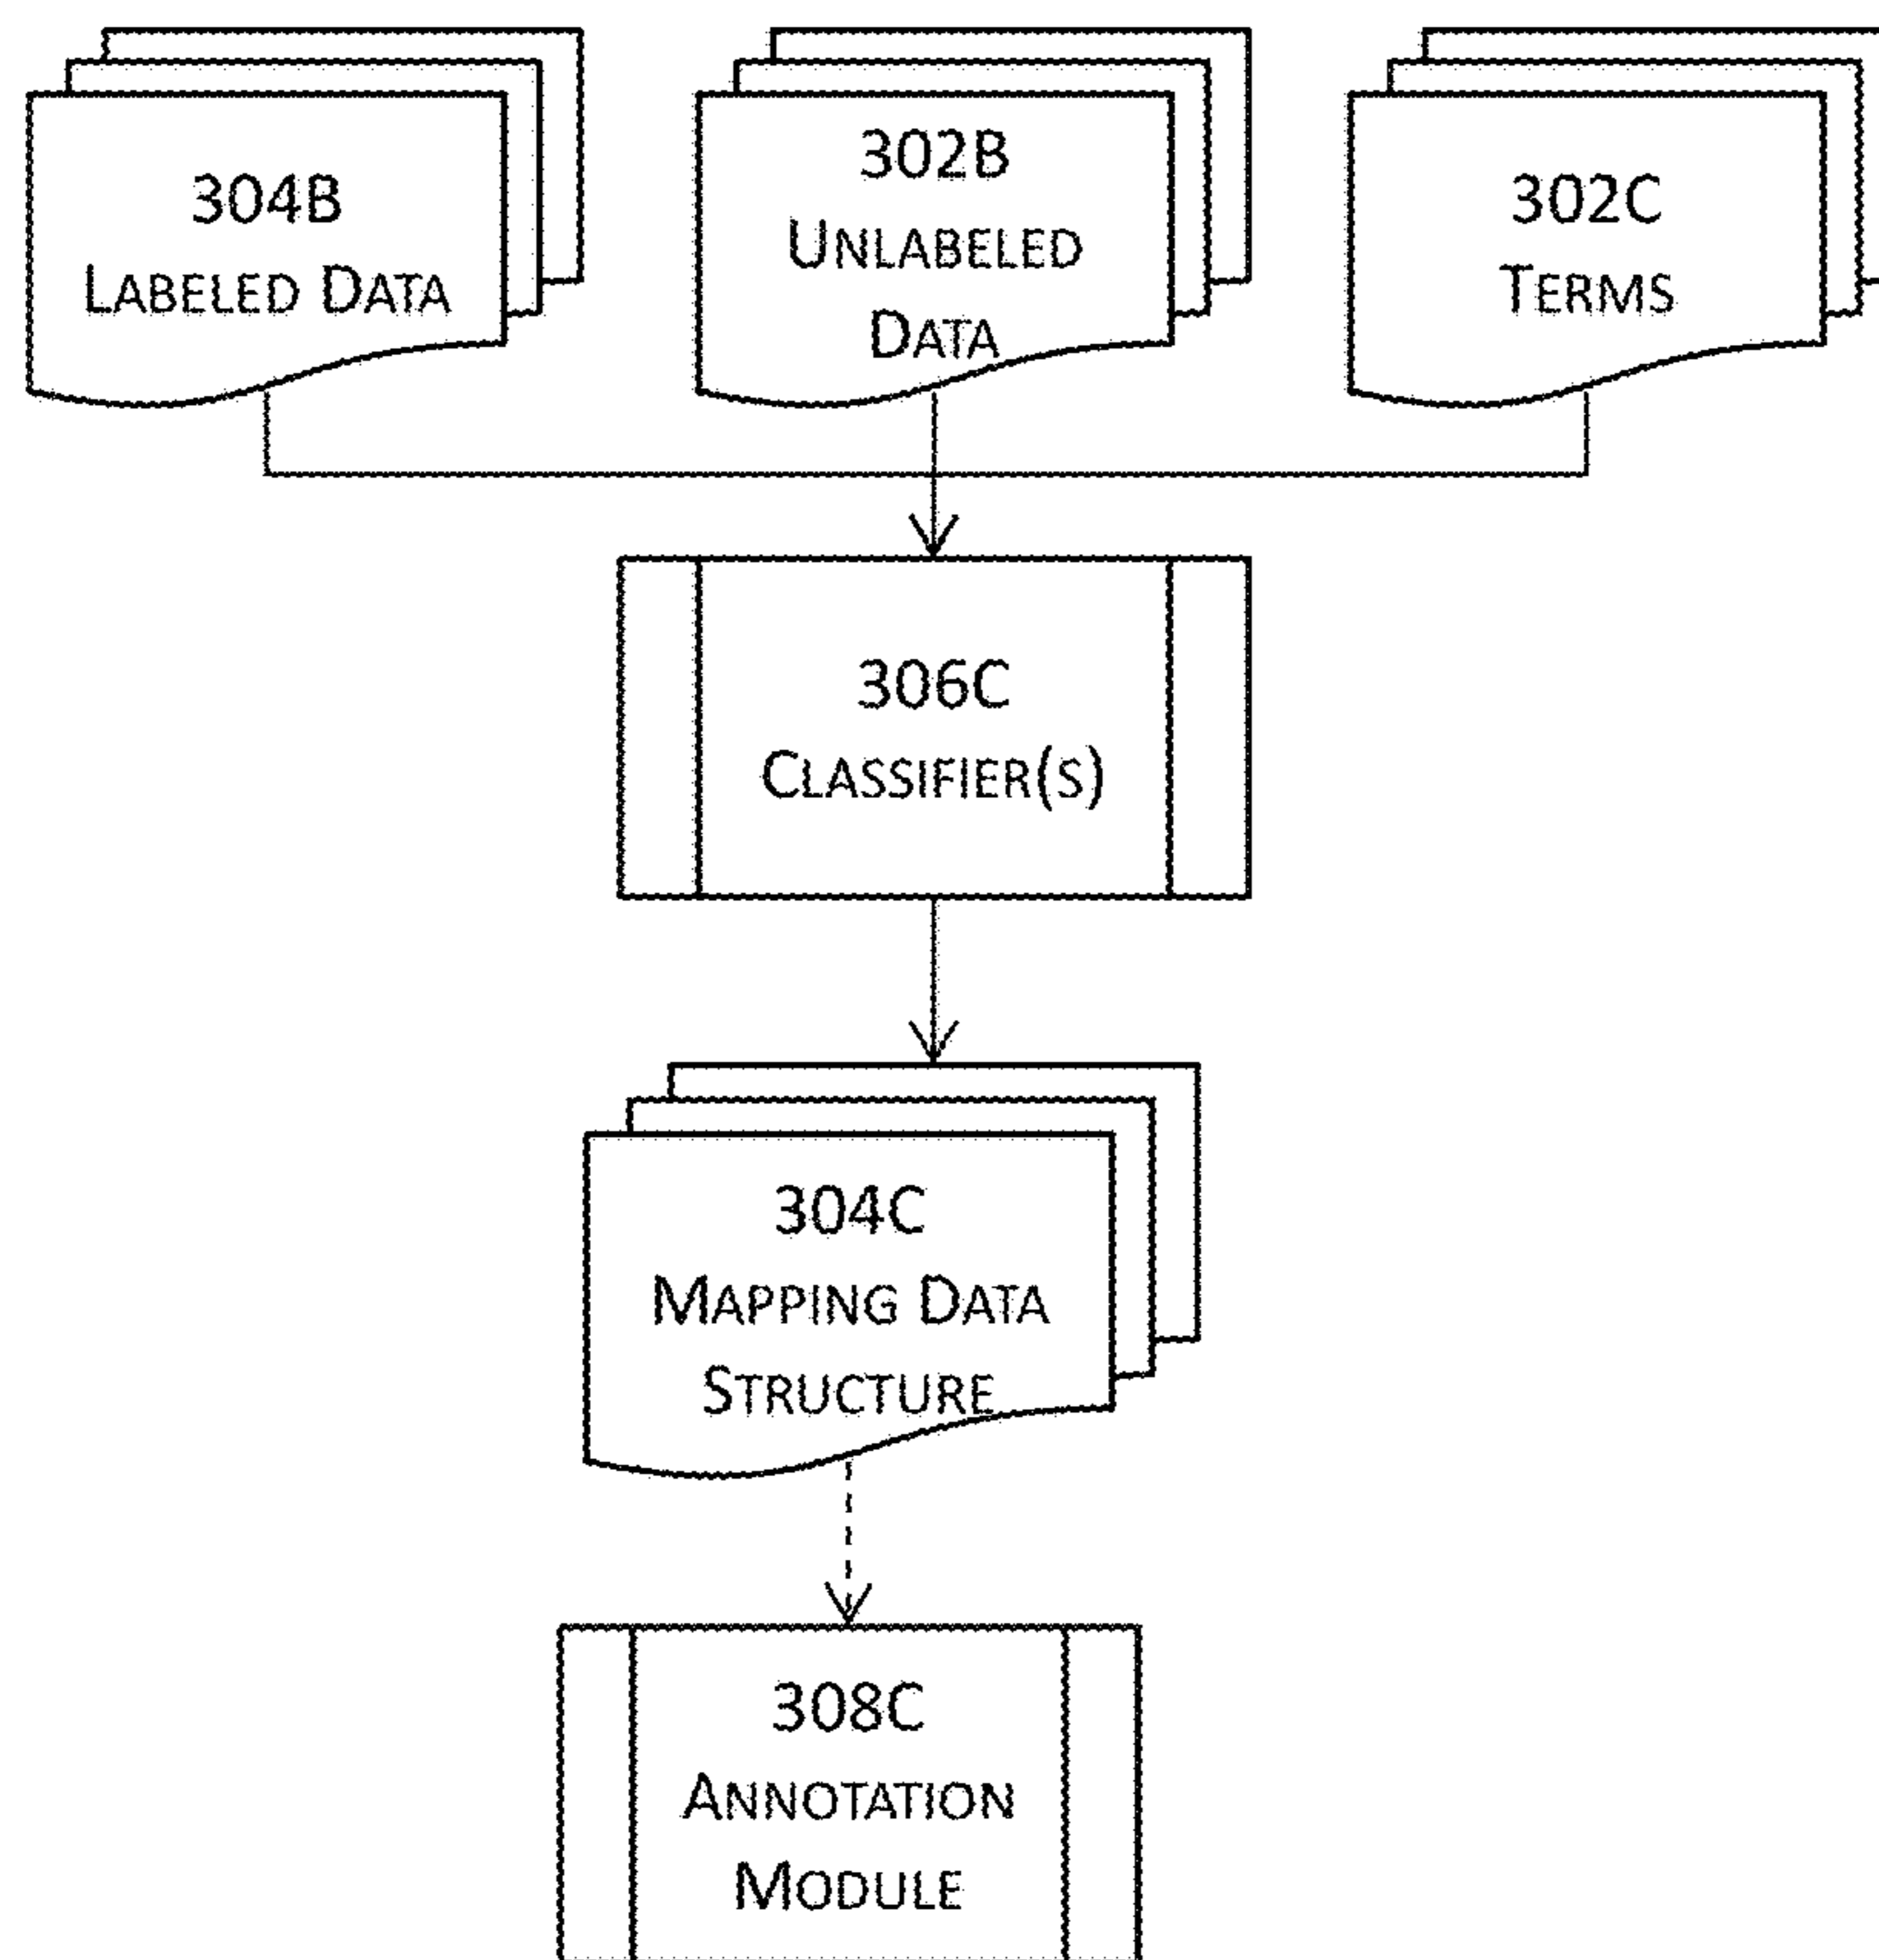 304B
LABELED DATA
302B
UNLABELED
DATA
302C
TERMS
306C
CLASSIFIER(S)
304C
MAPPING DATA
STRUCTURE
308C
ANNOTATION
MODULE